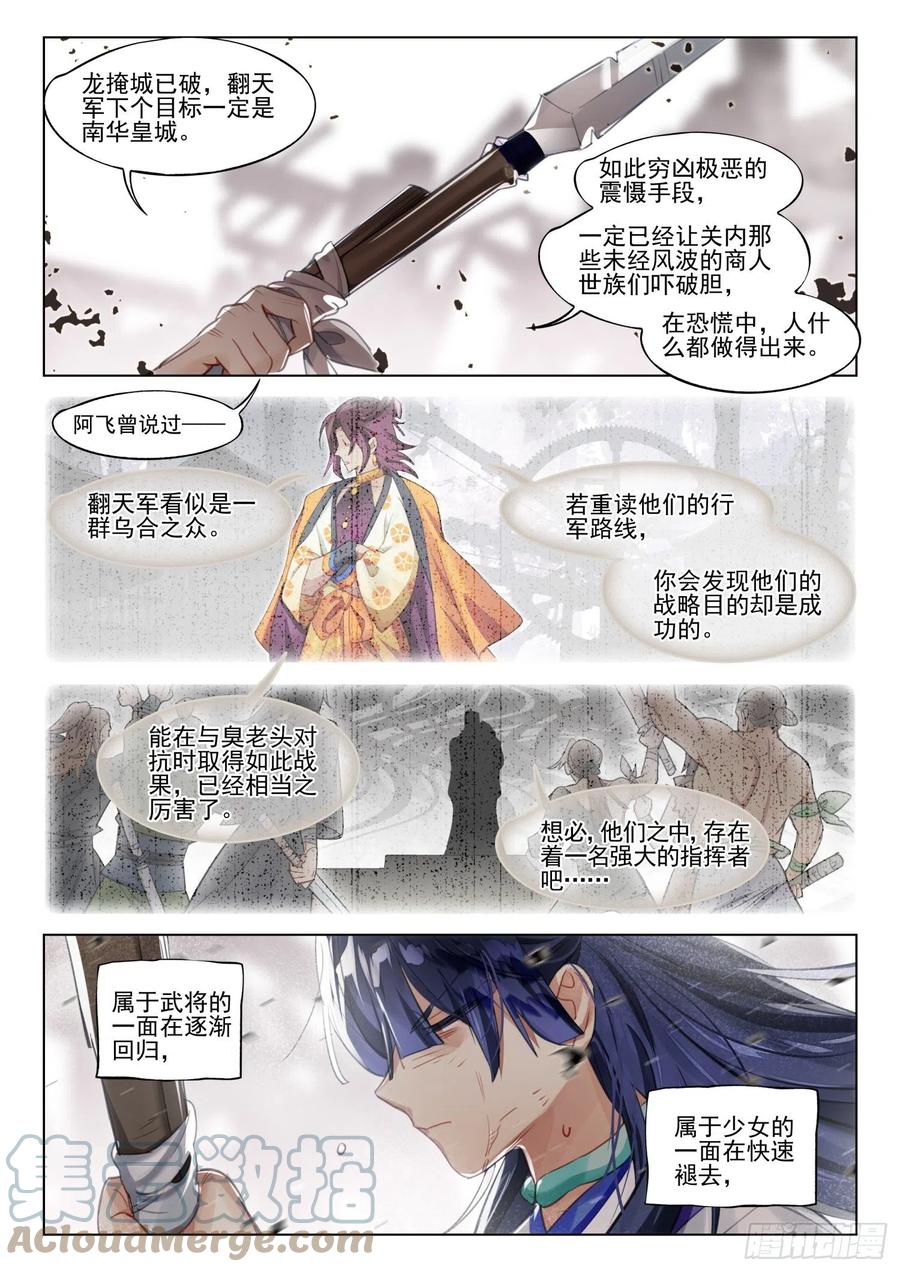 龙掩城已破，翻天
军下个目标一定是
南华皇城。
如此穷凶极恶的
震慑手段，
一定已经让关内那
些未经风波的商人
世族们吓破胆，
在恐慌中，人什
么都做得出来。
阿飞曾说过——
翻天军看似是一
群乌合之众。
若重读他们的行
军路线，
你会发现他们的
战略目的却是成
功的。
能在与臭老头对
抗时取得如此战
果，已经相当之
厉害了。
想必，他们之中，存在
着一名强大的指挥者
吧……
属于武将的
一面在逐渐
回归，
属于少女的
一面在快速
褪去，
集云数据
ACloudMerge.com
腾讯动漫